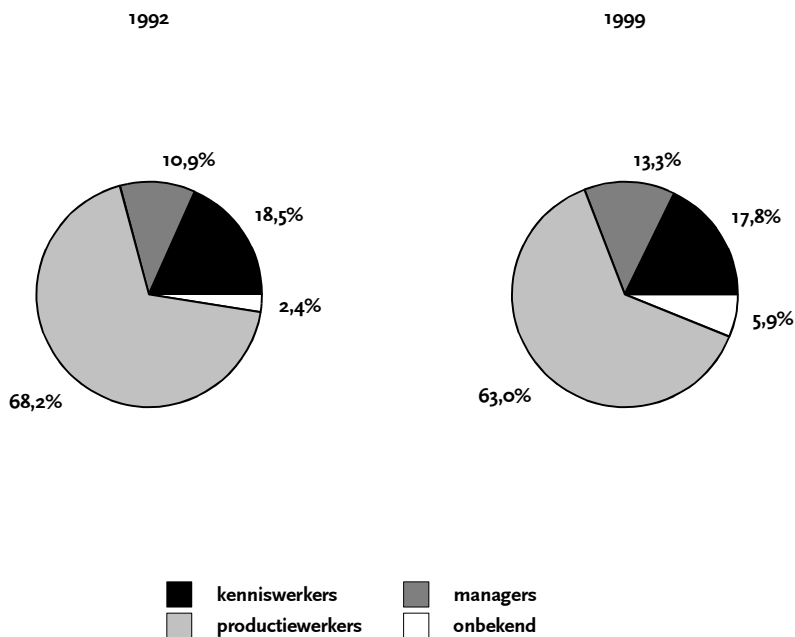 1992 1999
10,9% 13,3%
18,5% 17,8%
2,4% 5,9%
68,2% 63,0%
kenniswerkers managers
productiewerkers onbekend